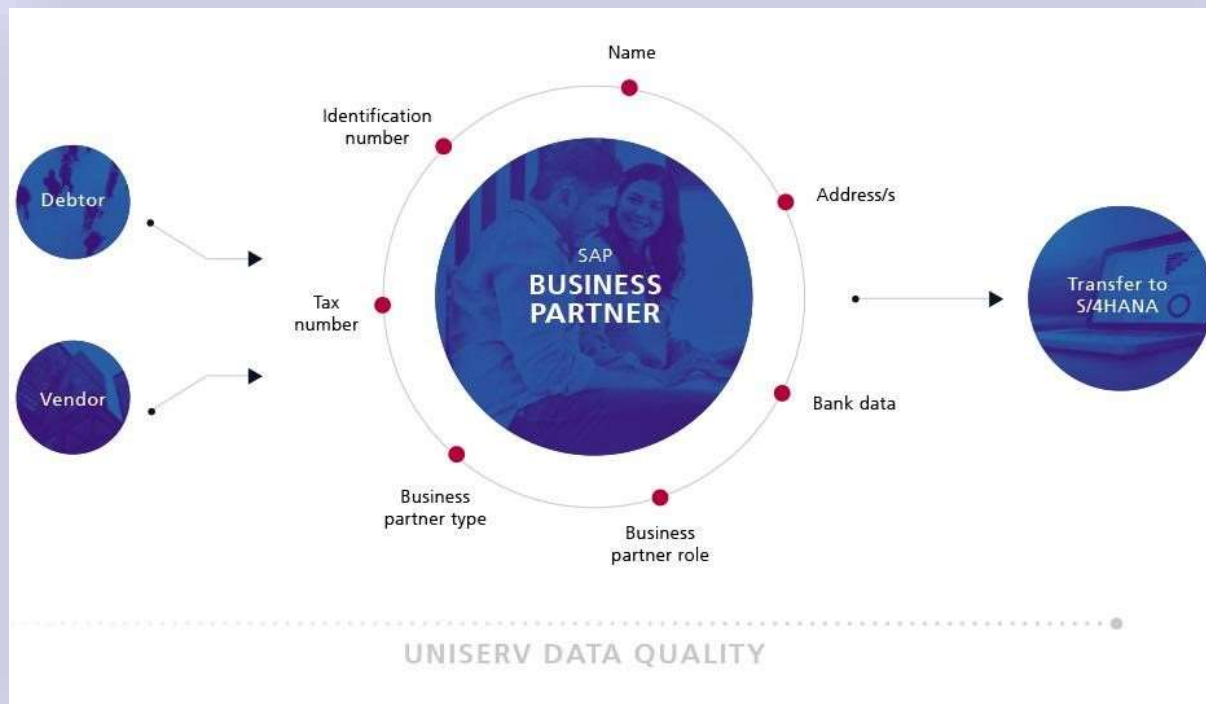 Name
Identification
number
Debtor
Address/s
SAP
BUSINESS
PARTNER
Transfer to
S/4HANA
Tax
number
Vendor
Bank data
Business
partner type
Business
partner role
UNISERV DATA QUALITY